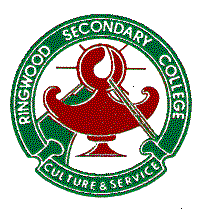 RINGWOOD SECONDARY COLLEGE
CULTURE & SERVICE